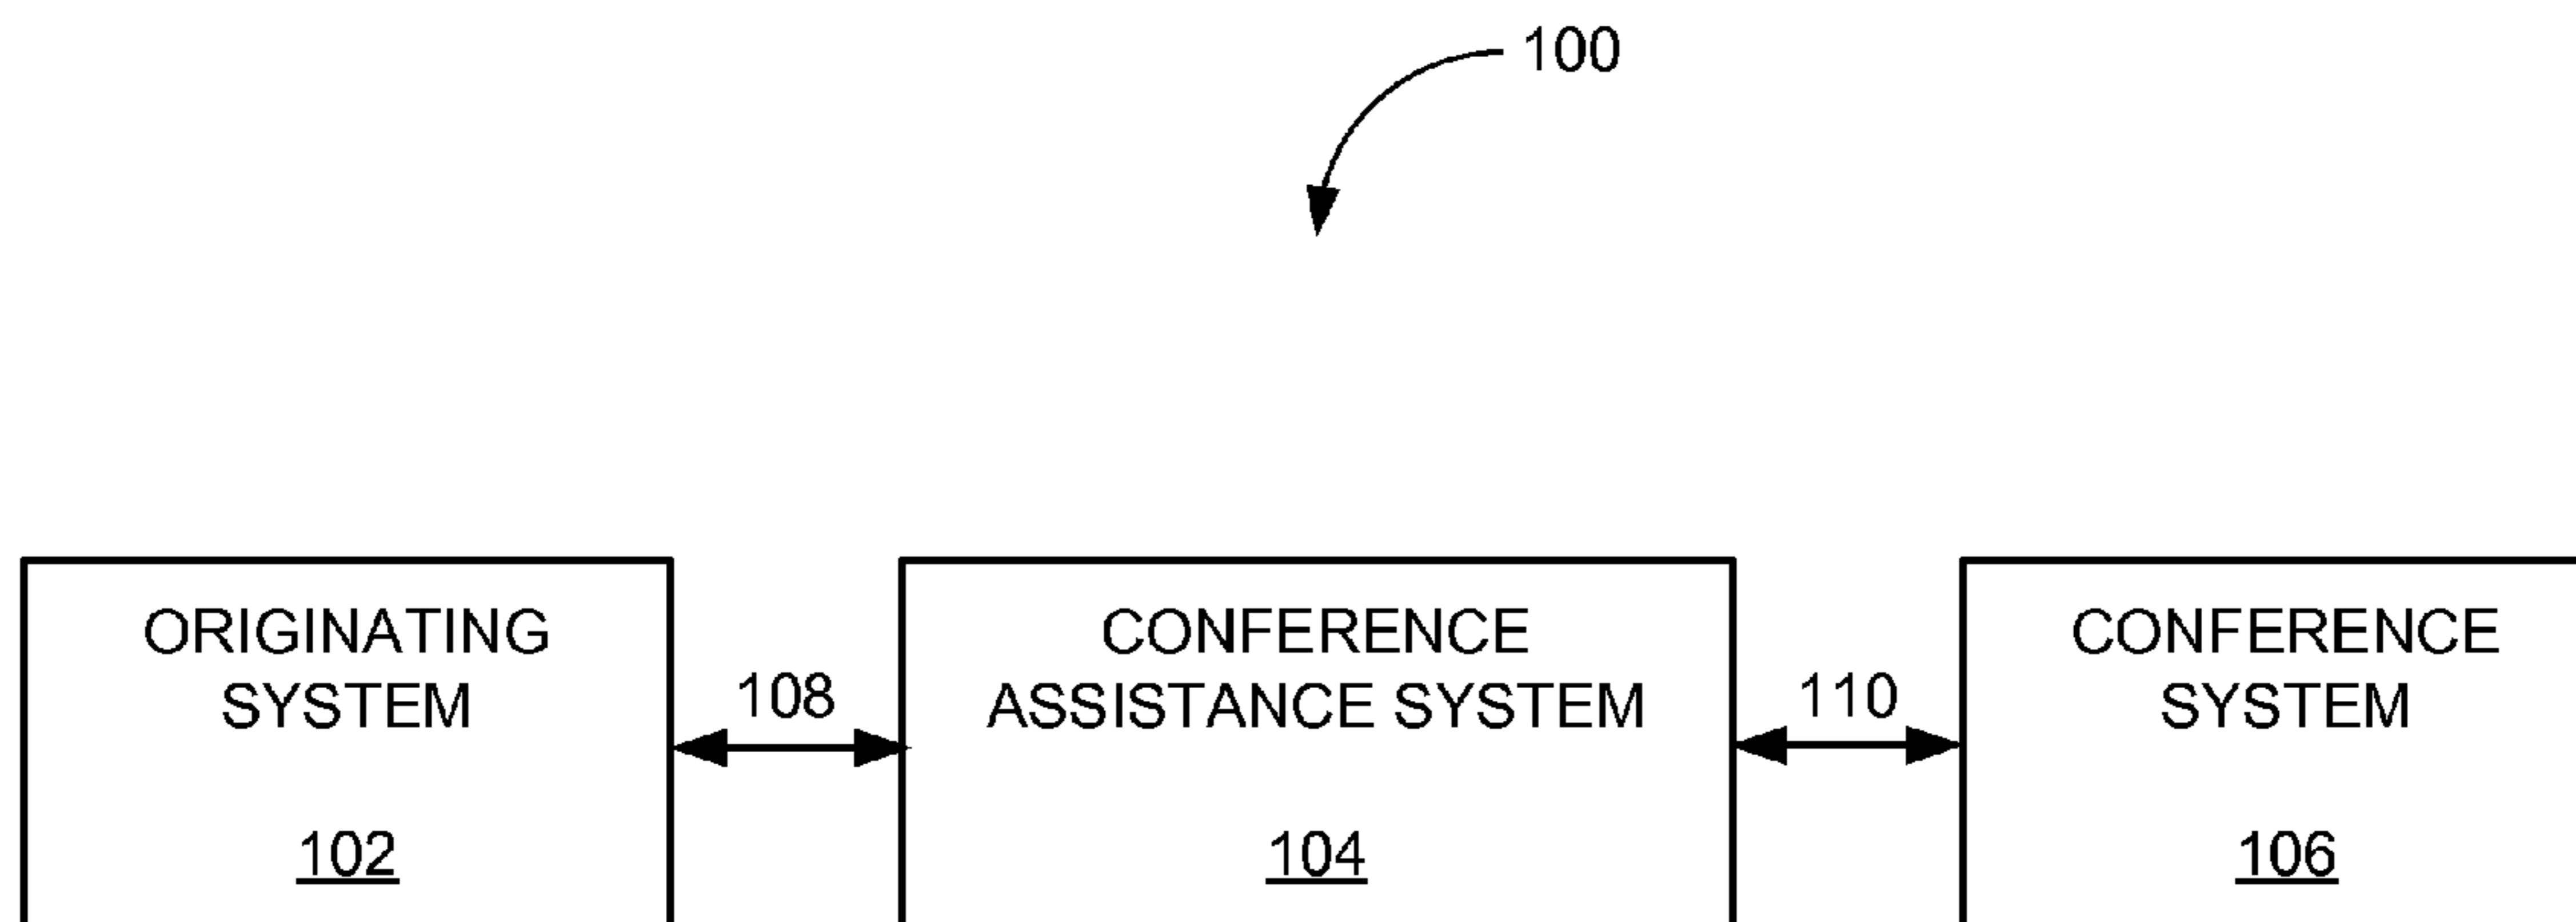 100
ORIGINATING
SYSTEM
102
108
CONFERENCE
ASSISTANCE SYSTEM
104
110
CONFERENCE
SYSTEM
106